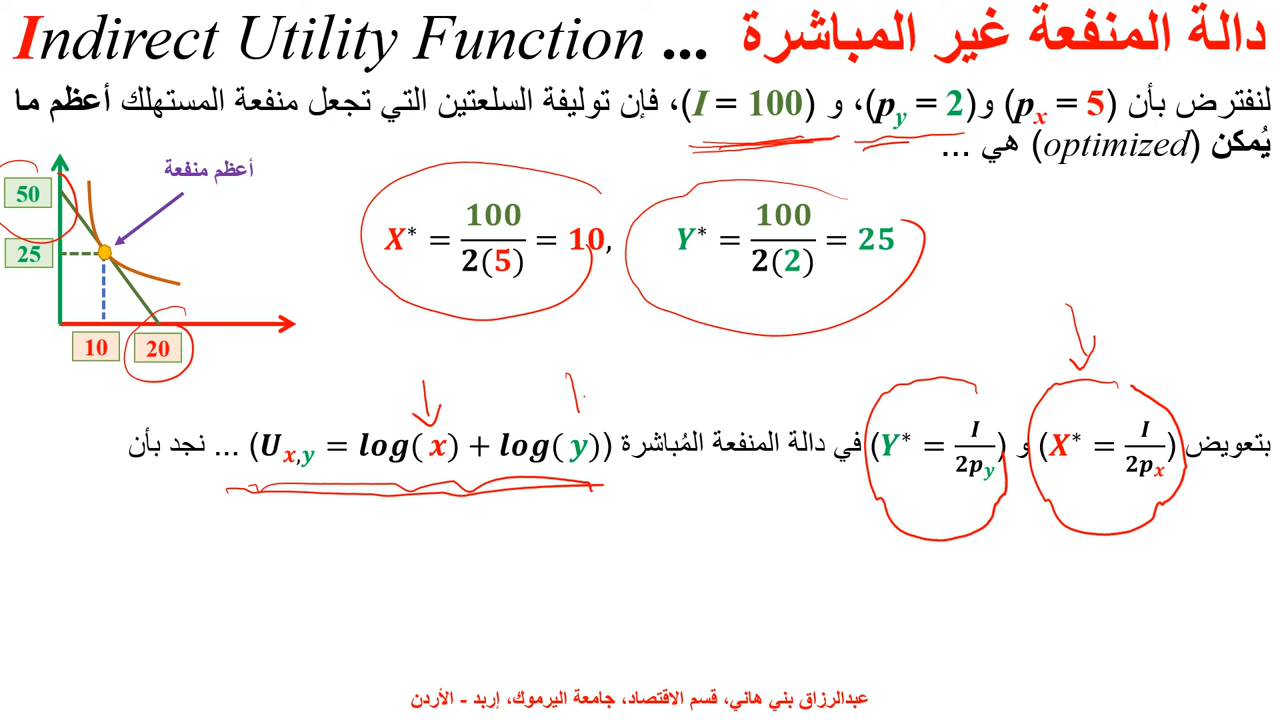 Indirect Utility Function ... دالة المنفعة غير المباشرة
لنفترض بأن (px = 5) و(py = 2)، و (I = 100)، فإن توليفة السلعتين التي تجعل منفعة المستهلك أعظم ما
يُمكن (optimized) هي ...
أعظم منفعة
50
25
10
20
X* = 100/2(5) = 10, Y* = 100/2(2) = 25
بتعويض (X* = I/2px) و (Y* = I/2py) في دالة المنفعة المُباشرة (Ux,y = log( x) + log( y)) ... نجد بأن
عبدالرزاق بني هاني، قسم الاقتصاد، جامعة اليرموك، إربد - الأردن